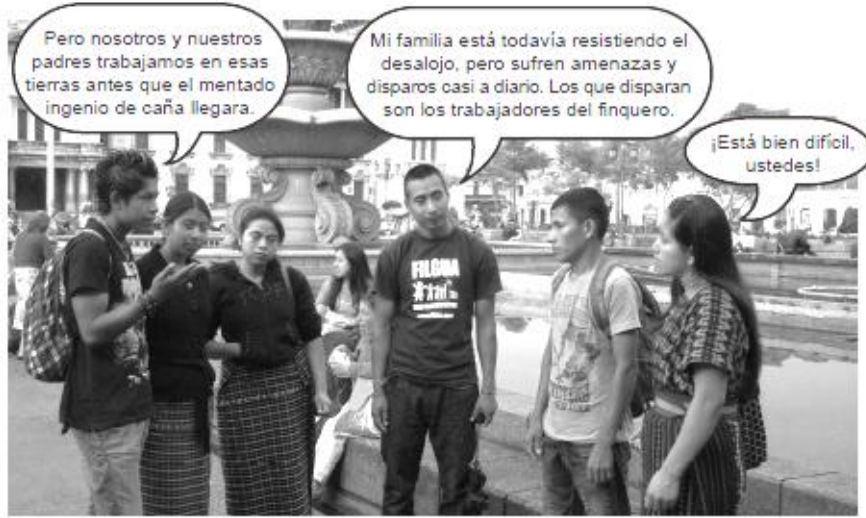 Pero nosotros y nuestros
padres trabajamos en esas
tierras antes que el mentado
ingenio de caña llegara.
Mi familia está todavía resistiendo el
desalojo, pero sufren amenazas y
disparos casi a diario. Los que disparan
son los trabajadores del finquero.
¡Está bien difícil,
ustedes!
FILGUA